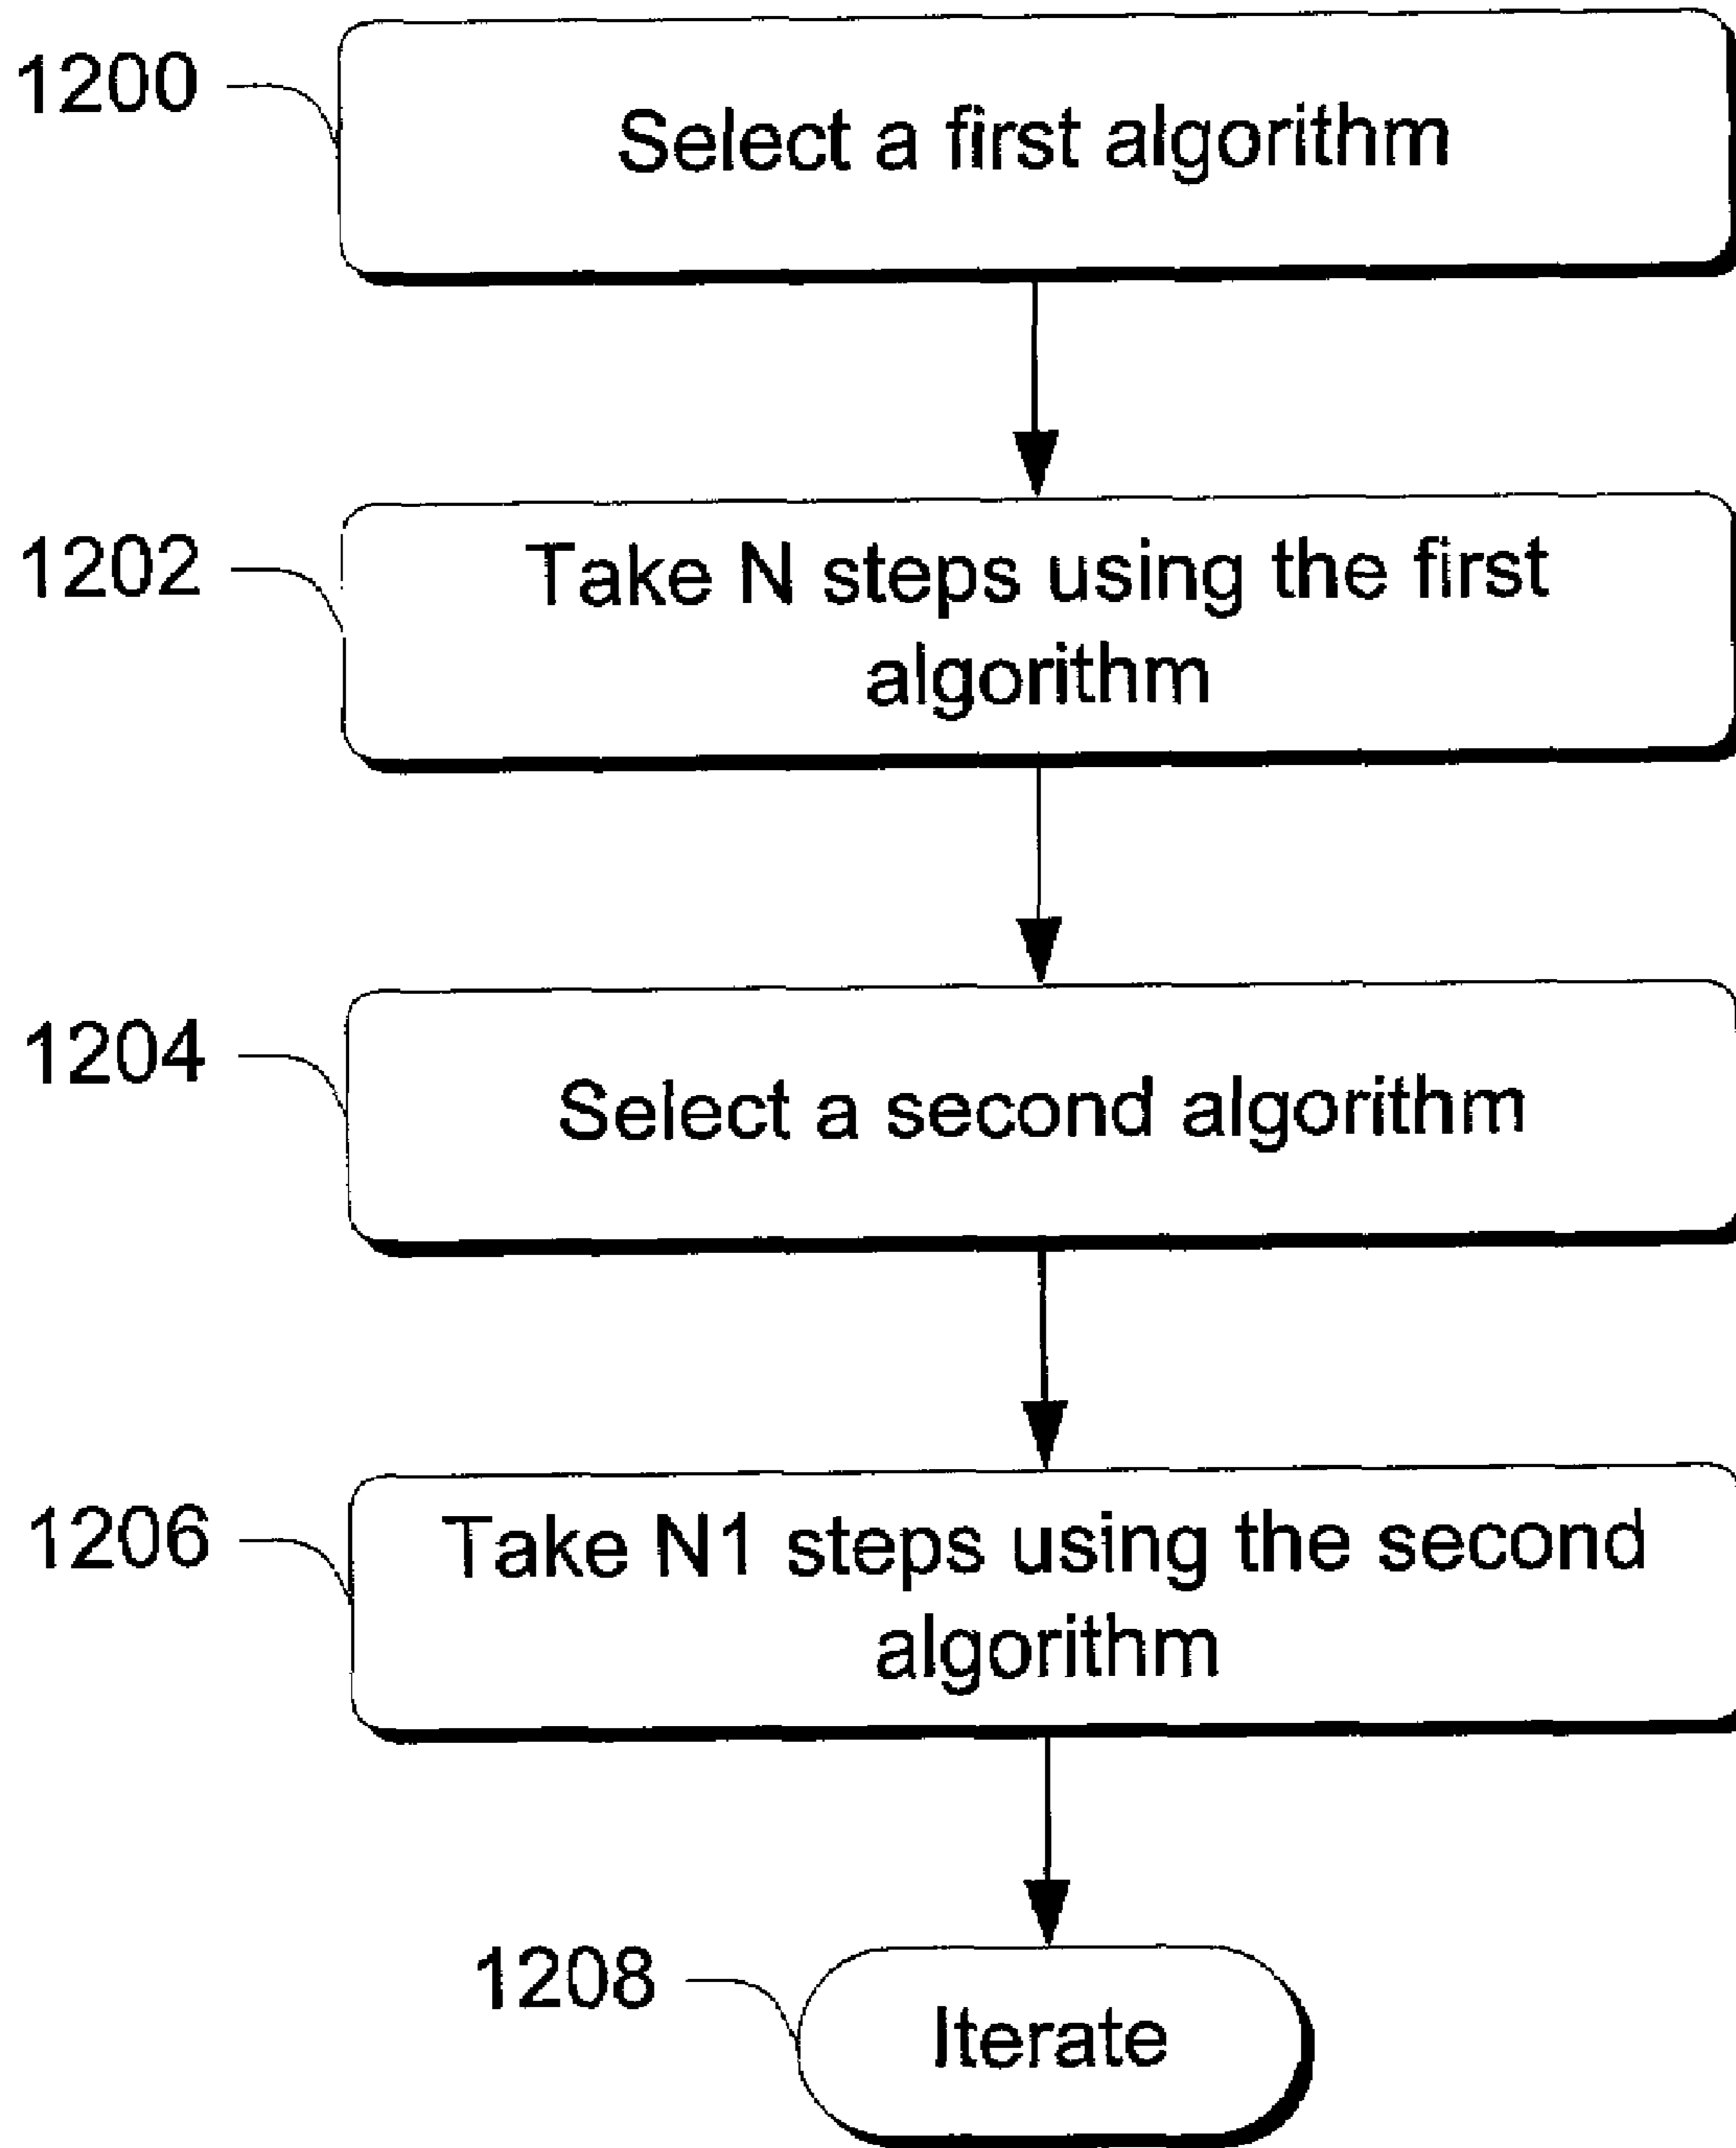 1200
Select a first algorithm
1202
Take N steps using the first
algorithm
1204
Select a second algorithm
1206
Take N1 steps using the second
algorithm
1208
Iterate